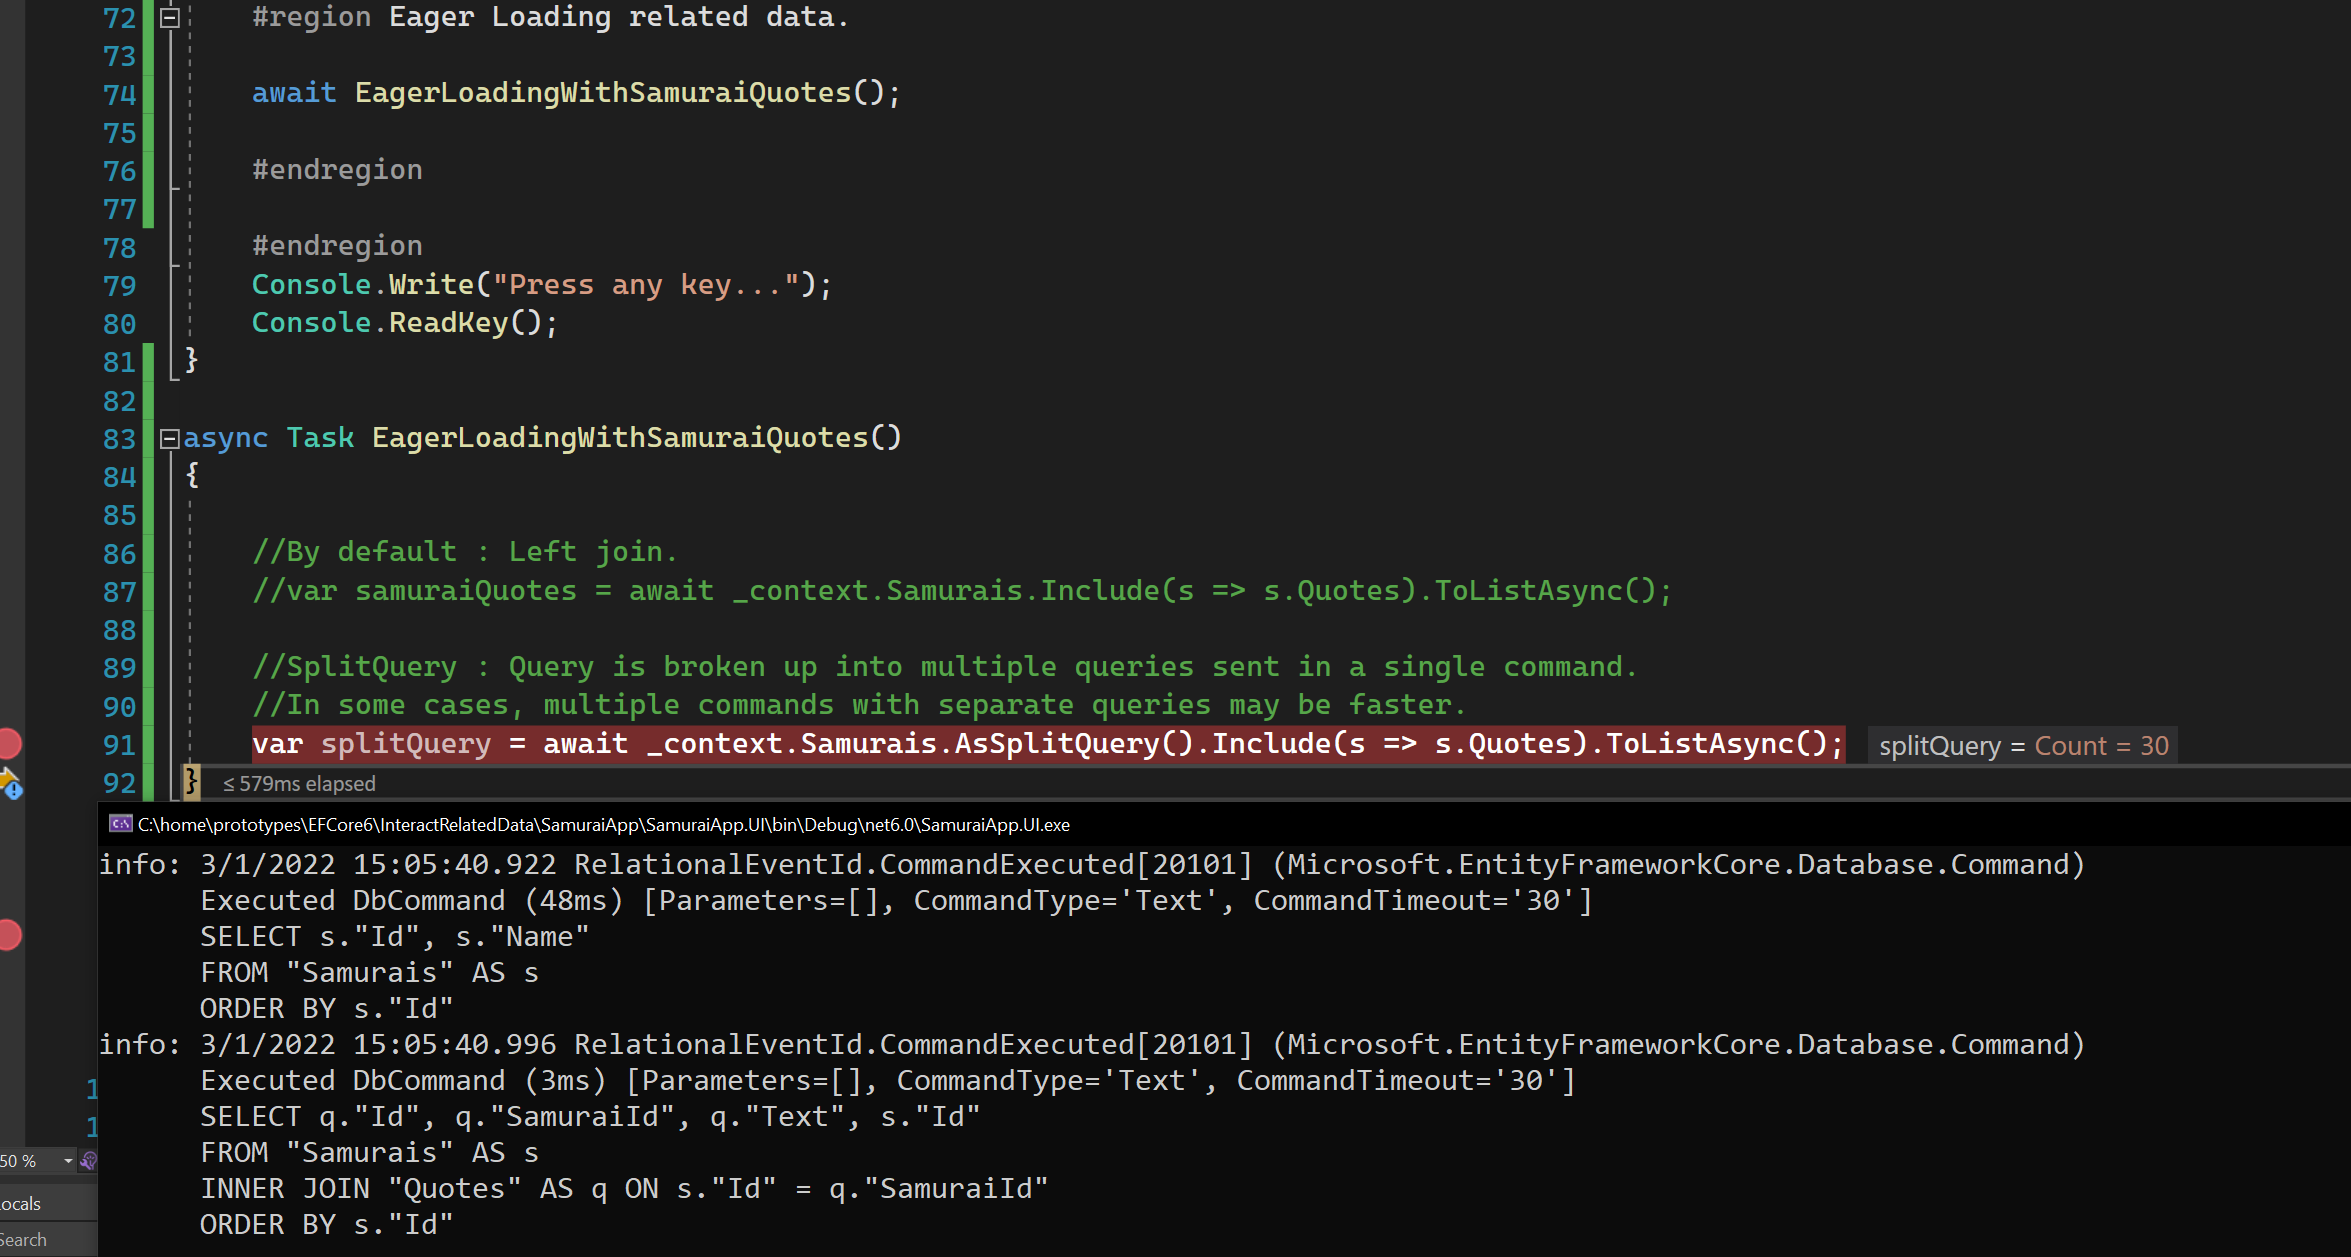 72 #region Eager Loading related data.
73
74 await EagerLoadingWithSamuraiQuotes();
75
76 #endregion
77
78 #endregion
79 Console.Write("Press any key...");
80 Console.ReadKey();
81 }
82
83 async Task EagerLoadingWithSamuraiQuotes()
84 {
85
86 //By default : Left join.
87 //var samuraiQuotes = await _context.Samurais.Include(s => s.Quotes).ToListAsync();
88
89 //SplitQuery : Query is broken up into multiple queries sent in a single command.
90 //In some cases, multiple commands with separate queries may be faster.
91 var splitQuery = await _context.Samurais.AsSplitQuery().Include(s => s.Quotes).ToListAsync(); splitQuery = Count = 30
92 } ≤ 579ms elapsed
C:\home\prototypes\EFCore6\InteractRelatedData\SamuraiApp\SamuraiApp.UI\bin\Debug\net6.0\SamuraiApp.UI.exe
info: 3/1/2022 15:05:40.922 RelationalEventId.CommandExecuted[20101] (Microsoft.EntityFrameworkCore.Database.Command)
Executed DbCommand (48ms) [Parameters=[], CommandType='Text', CommandTimeout='30']
SELECT s."Id", s."Name"
FROM "Samurais" AS s
ORDER BY s."Id"
info: 3/1/2022 15:05:40.996 RelationalEventId.CommandExecuted[20101] (Microsoft.EntityFrameworkCore.Database.Command)
Executed DbCommand (3ms) [Parameters=[], CommandType='Text', CommandTimeout='30']
1
SELECT q."Id", q."SamuraiId", q."Text", s."Id"
1
FROM "Samurais" AS s
50 %
INNER JOIN "Quotes" AS q ON s."Id" = q."SamuraiId"
ocals
ORDER BY s."Id"
Search